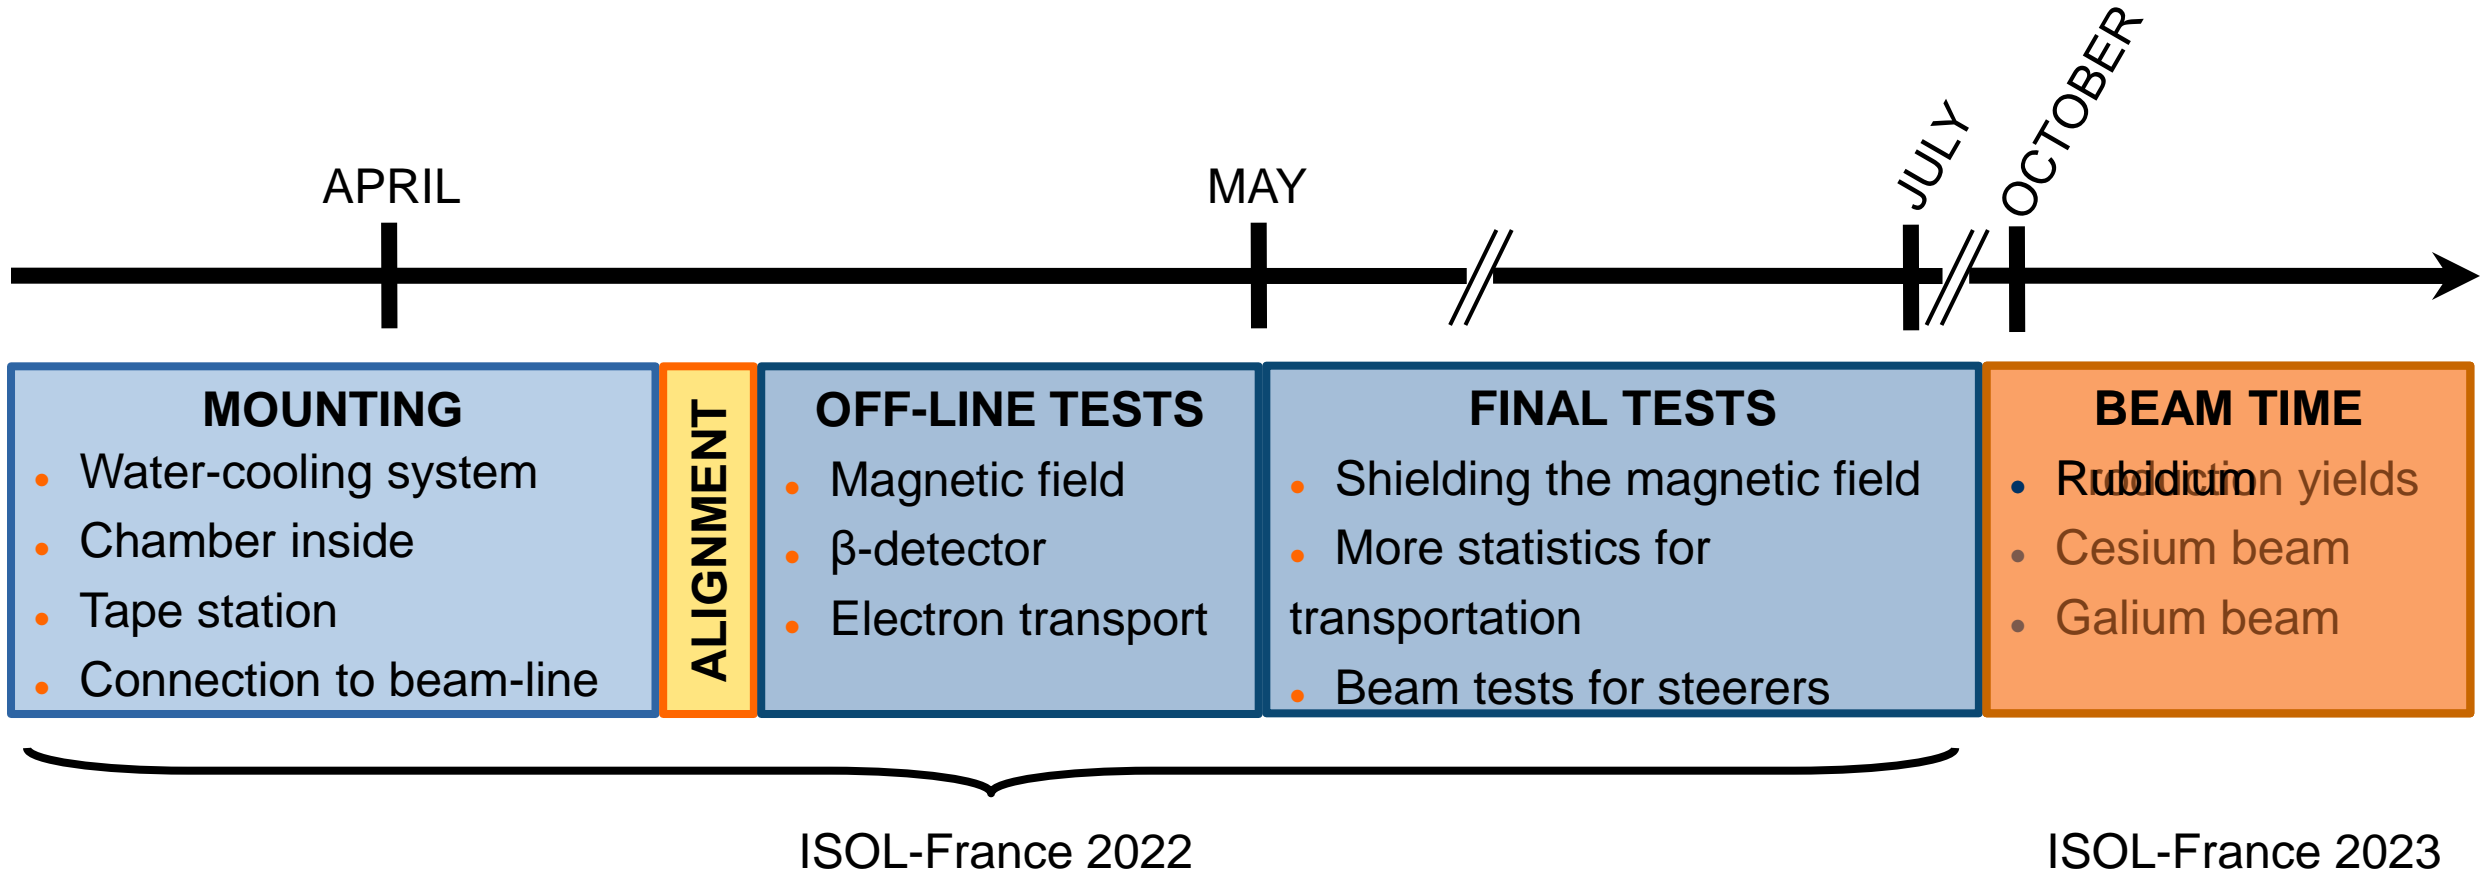 APRIL
MAY
JULY
OCTOBER
MOUNTING
Water-cooling system
Chamber inside
Tape station
Connection to beam-line
ALIGNMENT
OFF-LINE TESTS
Magnetic field
β-detector
Electron transport
FINAL TESTS
Shielding the magnetic field
More statistics for
transportation
Beam tests for steerers
BEAM TIME
Rubidium
yields
Cesium beam
Galium beam
ISOL-France 2022
ISOL-France 2023